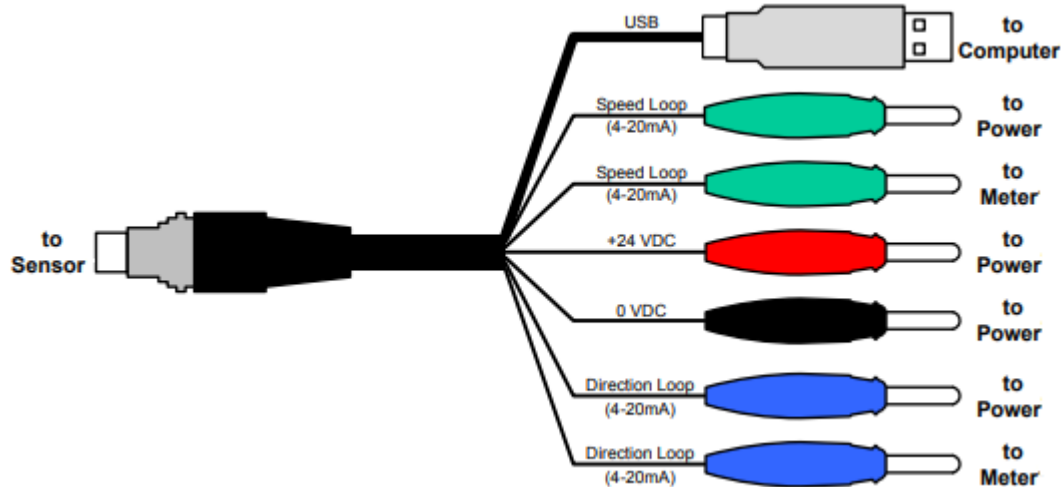 USB
to
Computer
Speed Loop
(4-20mA)
to
Power
Speed Loop
(4-20mA)
to
Meter
to
Sensor
+24 VDC
to
Power
0 VDC
to
Power
Direction Loop
(4-20mA)
to
Power
Direction Loop
(4-20mA)
to
Meter